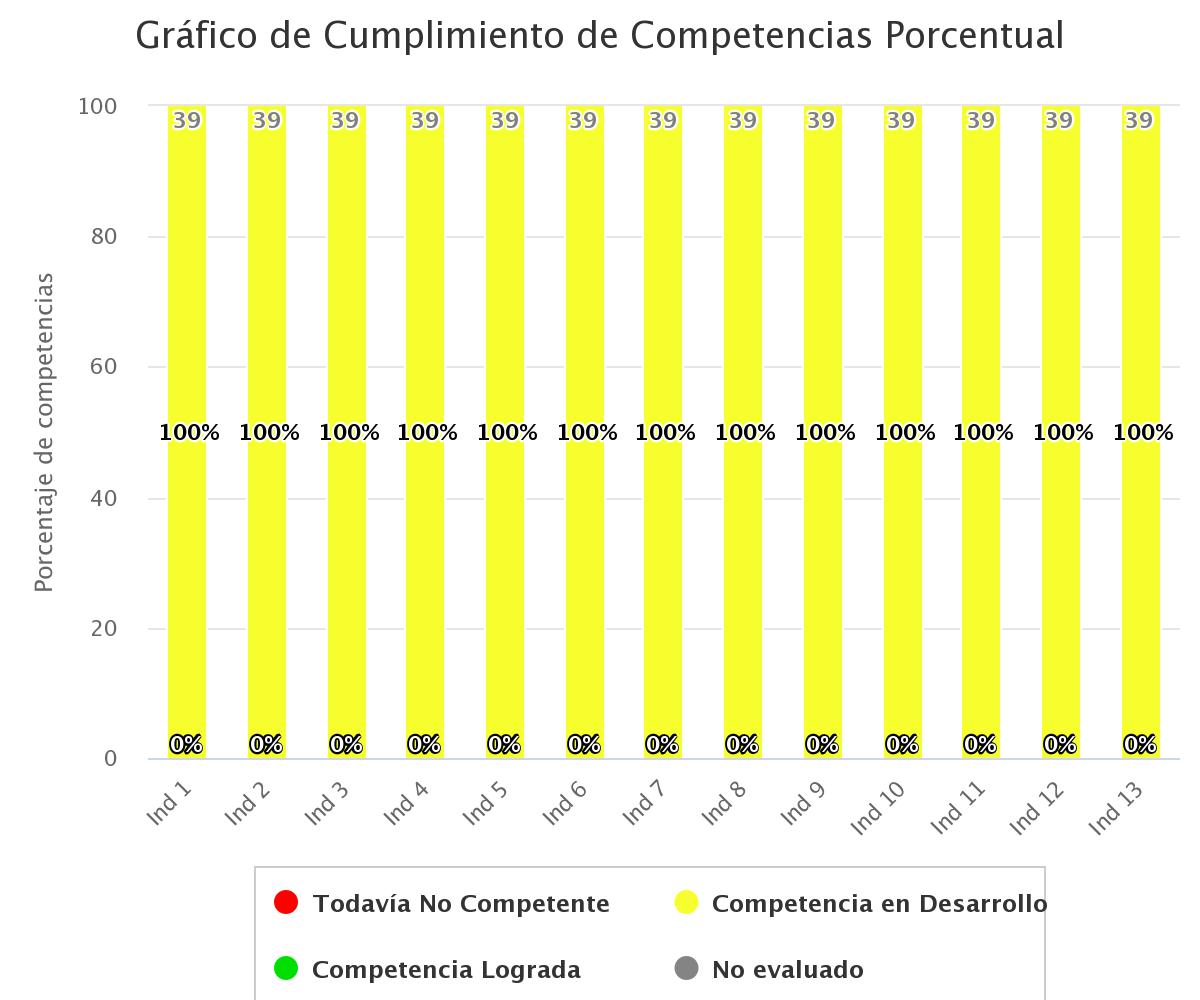 Gráfico de Cumplimiento de Competencias Porcentual
Porcentaje de competencias
100
80
60
40
20
0
39 39 39 39 39 39 39 39 39 39 39 39 39
100% 100% 100% 100% 100% 100% 100% 100% 100% 100% 100% 100% 100%
0% 0% 0% 0% 0% 0% 0% 0% 0% 0% 0% 0% 0%
Ind 1 Ind 2 Ind 3 Ind 4 Ind 5 Ind 6 Ind 7 Ind 8 Ind 9 Ind 10 Ind 11 Ind 12 Ind 13
Todavía No Competente Competencia en Desarrollo
Competencia Lograda No evaluado